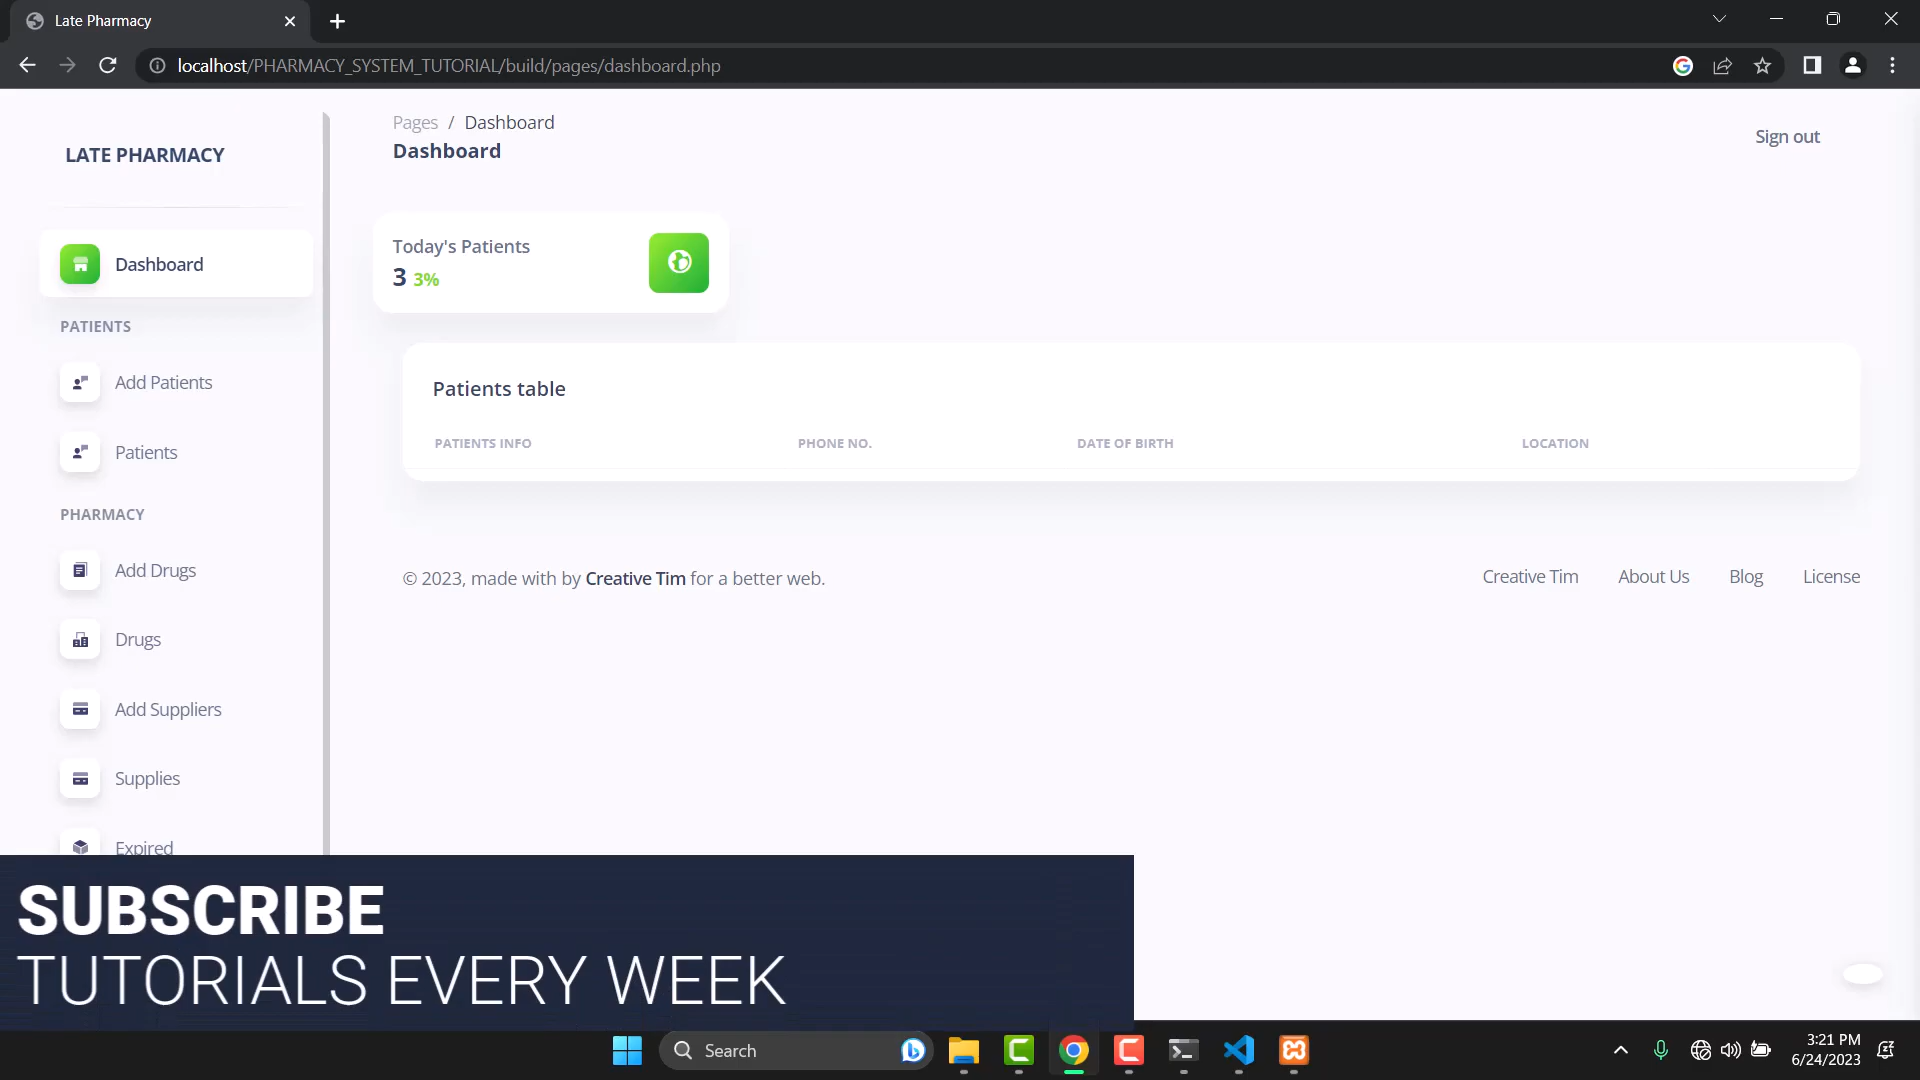 Late Pharmacy
localhost/PHARMACY_SYSTEM_TUTORIAL/build/pages/dashboard.php
LATE PHARMACY
Pages / Dashboard
Dashboard
Sign out
Dashboard
Today's Patients
3 3%
PATIENTS
Add Patients
Patients
Patients table
PATIENTS INFO PHONE NO. DATE OF BIRTH LOCATION
PHARMACY
Add Drugs
Drugs
Add Suppliers
Supplies
Expired
© 2023, made with by Creative Tim for a better web.
Creative Tim About Us Blog License
SUBSCRIBE
TUTORIALS EVERY WEEK
Search
3:21 PM
6/24/2023